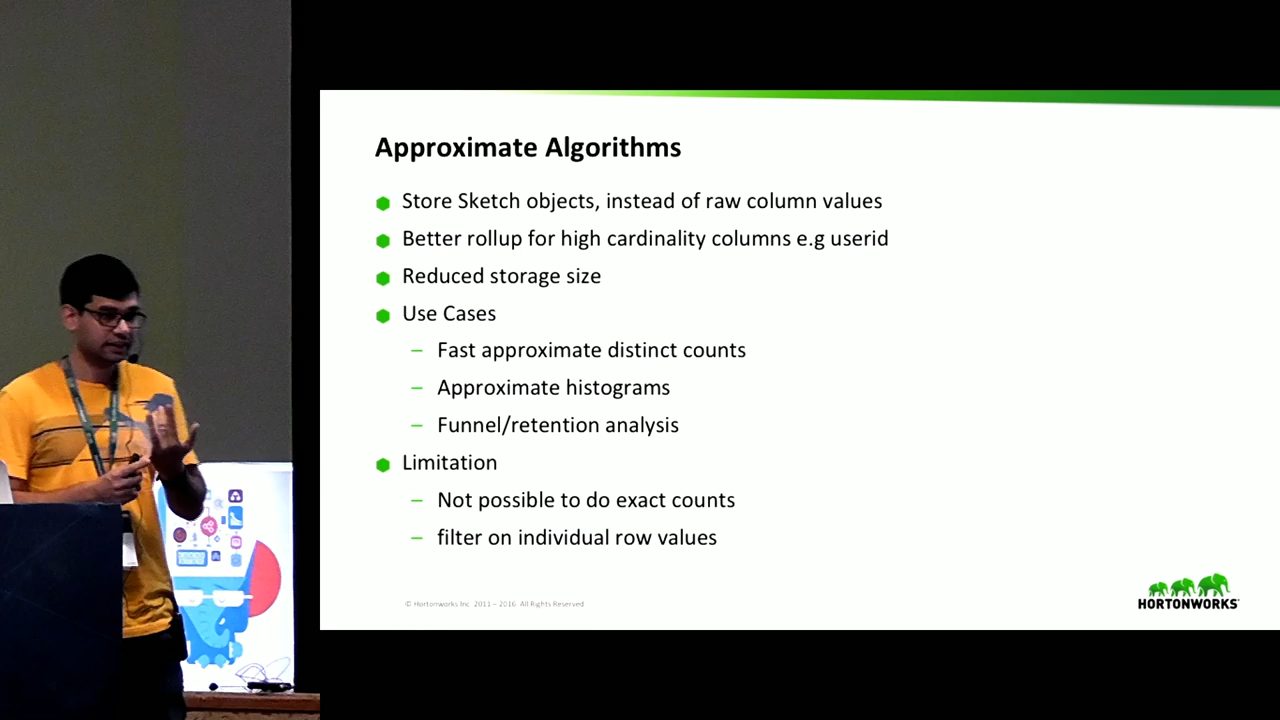 Approximate Algorithms
Store Sketch objects, instead of raw column values
Better rollup for high cardinality columns e.g userid
Reduced storage size
Use Cases
– Fast approximate distinct counts
– Approximate histograms
– Funnel/retention analysis
Limitation
– Not possible to do exact counts
– filter on individual row values
© Hortonworks Inc. 2011 – 2016. All Rights Reserved
HORTONWORKS